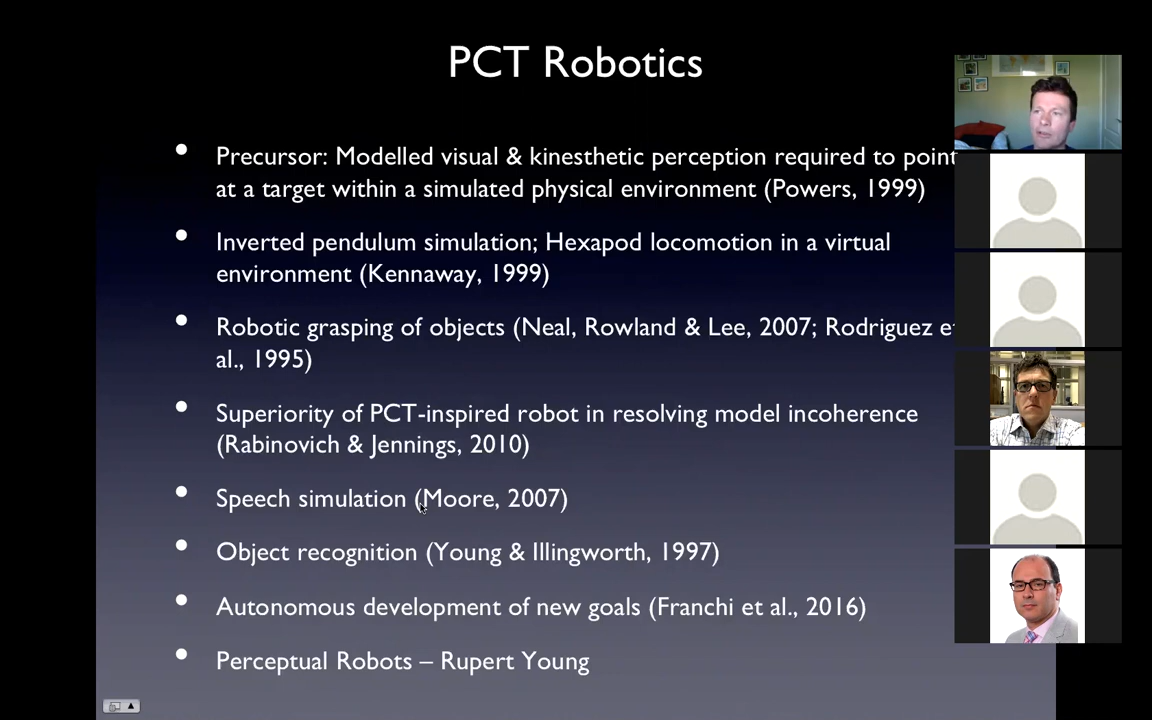 PCT Robotics
• Precursor: Modelled visual & kinesthetic perception required to point
at a target within a simulated physical environment (Powers, 1999)
• Inverted pendulum simulation; Hexapod locomotion in a virtual
environment (Kennaway, 1999)
• Robotic grasping of objects (Neal, Rowland & Lee, 2007; Rodriguez et
al., 1995)
• Superiority of PCT-inspired robot in resolving model incoherence
(Rabinovich & Jennings, 2010)
• Speech simulation (Moore, 2007)
• Object recognition (Young & Illingworth, 1997)
• Autonomous development of new goals (Franchi et al., 2016)
• Perceptual Robots – Rupert Young